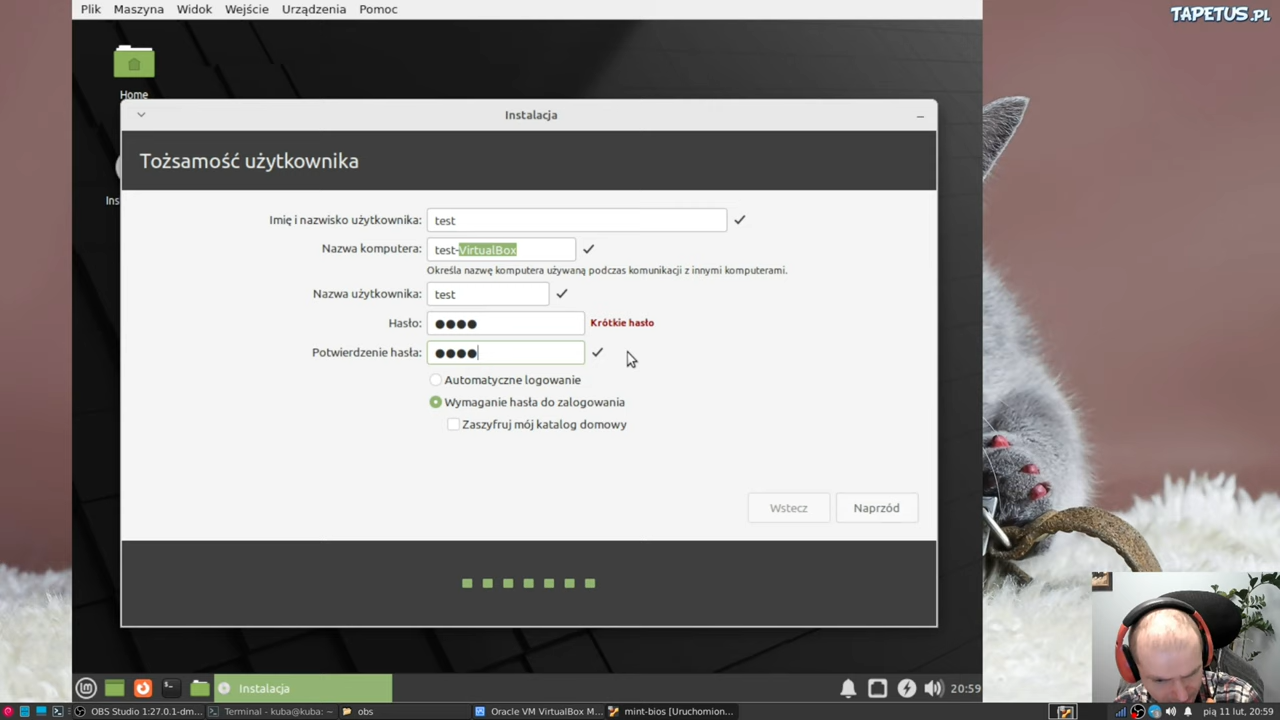 Plik Maszyna Widok Wejście Urządzenia Pomoc
TAPETUS.PL
Home
Instalacja
Tożsamość użytkownika
Ins
Imię i nazwisko użytkownika: test
Nazwa komputera: test-VirtualBox
Określa nazwę komputera używaną podczas komunikacji z innymi komputerami.
Nazwa użytkownika: test
Hasło: ●●●● Krótkie hasło
Potwierdzenie hasła: ●●●●
Automatyczne logowanie
Wymaganie hasła do zalogowania
Zaszyfruj mój katalog domowy
Wstecz Naprzód
Instalacja 20:59
OBS Studio 1:27.0.1-dm... Terminal - kuba@kuba: ~ obs Oracle VM VirtualBox M... mint-bios [Uruchomion... pią 11 lut, 20:59